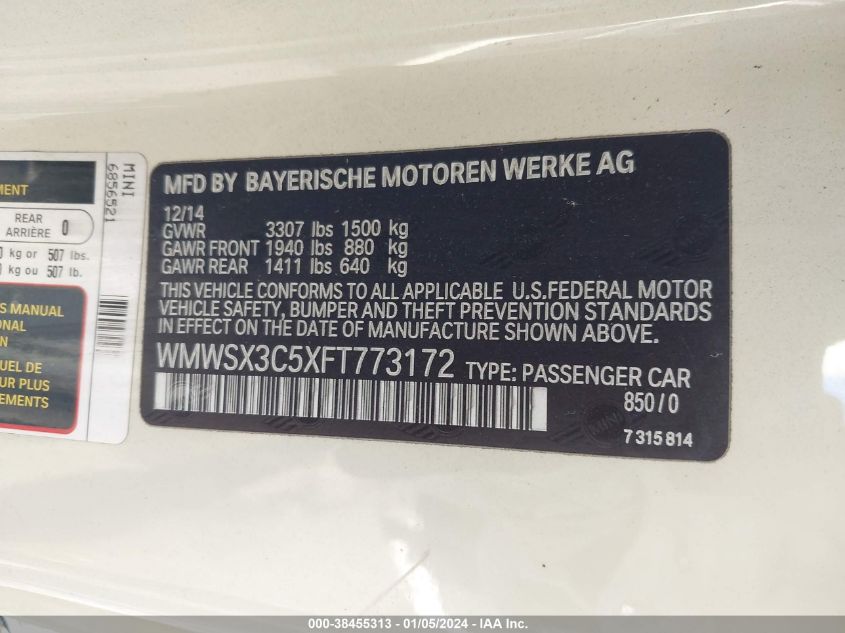 MENT
REAR
ARRIÈRE 0
kg or 507 lbs.
kg ou 507 lb.
S MANUAL
ONAL
N
LES DE
UR PLUS
EMENTS
MINI
6856521
MFD BY BAYERISCHE MOTOREN WERKE AG
12/14
GVWR 3307 lbs 1500 kg
GAWR FRONT 1940 lbs 880 kg
GAWR REAR 1411 lbs 640 kg
THIS VEHICLE CONFORMS TO ALL APPLICABLE U.S.FEDERAL MOTOR
VEHICLE SAFETY, BUMPER AND THEFT PREVENTION STANDARDS
IN EFFECT ON THE DATE OF MANUFACTURE SHOWN ABOVE.
WMWSX3C5XFT773172 TYPE: PASSENGER CAR
850/0
7 315 814
000-38455313 - 01/05/2024 - IAA Inc.